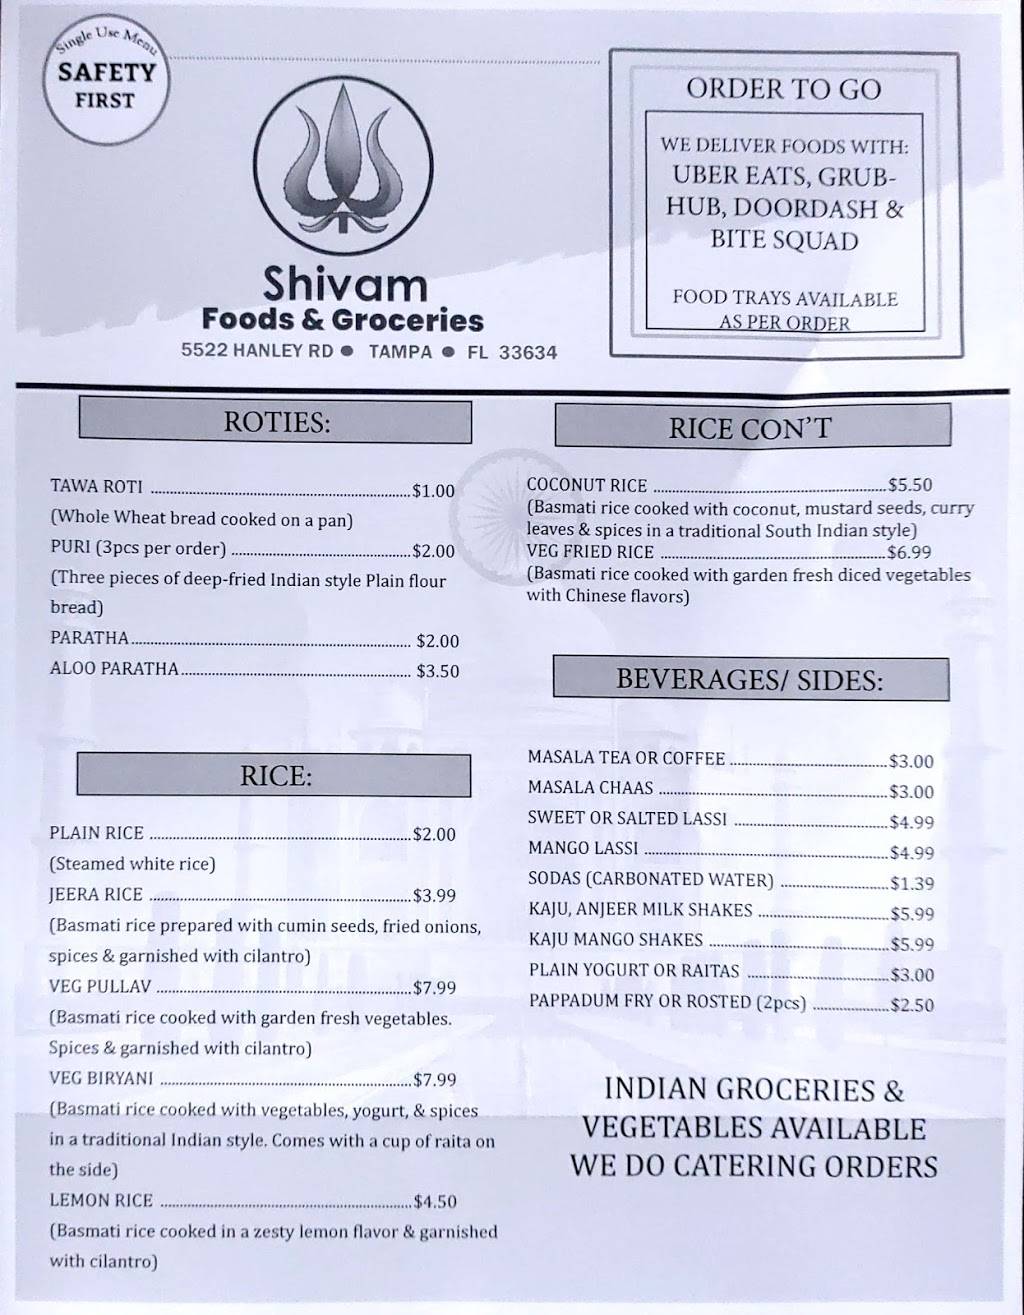 Single Use Menu
SAFETY
FIRST
Shivam
Foods & Groceries
5522 HANLEY RD ● TAMPA ● FL 33634
ORDER TO GO
WE DELIVER FOODS WITH:
UBER EATS, GRUB-
HUB, DOORDASH &
BITE SQUAD
FOOD TRAYS AVAILABLE
AS PER ORDER
ROTIES:
TAWA ROTI ........ $1.00
(Whole Wheat bread cooked on a pan)
PURI (3pcs per order) ........ $2.00
(Three pieces of deep-fried Indian style Plain flour
bread)
PARATHA ........ $2.00
ALOO PARATHA ........ $3.50
RICE:
PLAIN RICE ........ $2.00
(Steamed white rice)
JEERA RICE ........ $3.99
(Basmati rice prepared with cumin seeds, fried onions,
spices & garnished with cilantro)
VEG PULLAV ........ $7.99
(Basmati rice cooked with garden fresh vegetables.
Spices & garnished with cilantro)
VEG BIRYANI ........ $7.99
(Basmati rice cooked with vegetables, yogurt, & spices
in a traditional Indian style. Comes with a cup of raita on
the side)
LEMON RICE ........ $4.50
(Basmati rice cooked in a zesty lemon flavor & garnished
with cilantro)
RICE CON'T
COCONUT RICE ........ $5.50
(Basmati rice cooked with coconut, mustard seeds, curry
leaves & spices in a traditional South Indian style)
VEG FRIED RICE ........ $6.99
(Basmati rice cooked with garden fresh diced vegetables
with Chinese flavors)
BEVERAGES/ SIDES:
MASALA TEA OR COFFEE ........ $3.00
MASALA CHAAS ........ $3.00
SWEET OR SALTED LASSI ........ $4.99
MANGO LASSI ........ $4.99
SODAS (CARBONATED WATER) ........ $1.39
KAJU, ANJEER MILK SHAKES ........ $5.99
KAJU MANGO SHAKES ........ $5.99
PLAIN YOGURT OR RAITAS ........ $3.00
PAPPADUM FRY OR ROSTED (2pcs) ........ $2.50
INDIAN GROCERIES &
VEGETABLES AVAILABLE
WE DO CATERING ORDERS